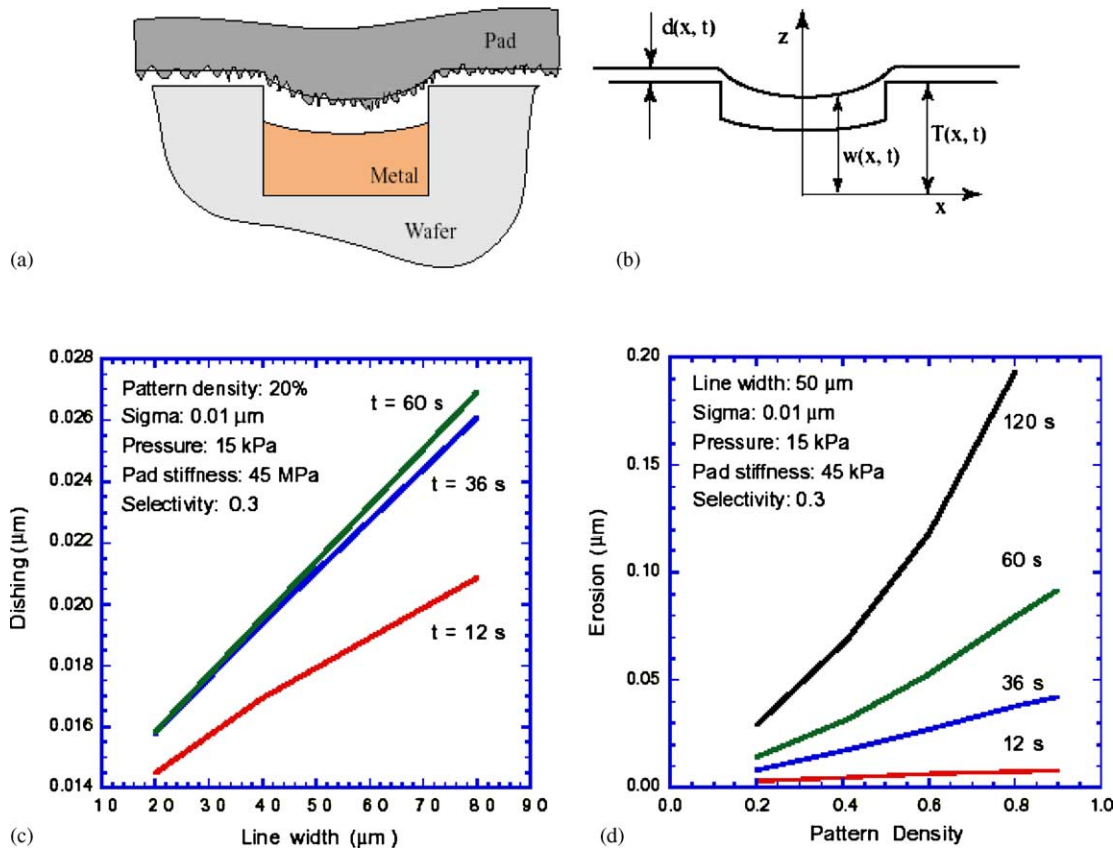 Pad
Metal
Wafer
(a)
d(x, t)
z
w(x, t)
T(x, t)
x
(b)
0.028
0.026
0.024
0.022
0.020
0.018
0.016
0.014
Dishing (µm)
Pattern density: 20%
Sigma: 0.01 µm
Pressure: 15 kPa
Pad stiffness: 45 MPa
Selectivity: 0.3
t = 60 s
t = 36 s
t = 12 s
10 20 30 40 50 60 70 80 90
Line width (µm)
(c)
0.20
0.15
0.10
0.05
0.00
Erosion (µm)
Line width: 50 µm
Sigma: 0.01 µm
Pressure: 15 kPa
Pad stiffness: 45 kPa
Selectivity: 0.3
120 s
60 s
36 s
12 s
0.0 0.2 0.4 0.6 0.8 1.0
Pattern Density
(d)